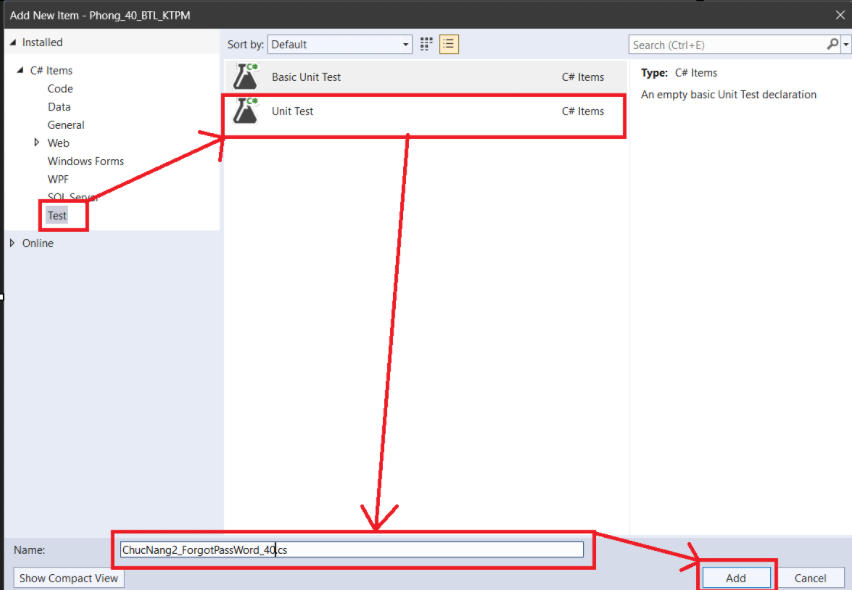 Add New Item - Phong_40_BTL_KTPM
Installed
C# Items
Code
Data
General
Web
Windows Forms
WPF
SQL Server
Test
Online
Sort by: Default
Search (Ctrl+E)
Basic Unit Test C# Items
Unit Test C# Items
Type: C# Items
An empty basic Unit Test declaration
Name: ChucNang2_ForgotPassWord_40.cs
Show Compact View
Add
Cancel